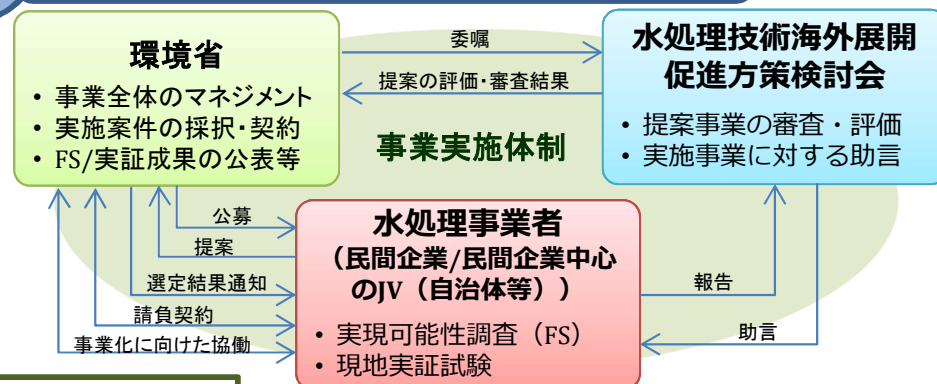 環境省
• 事業全体のマネジメント
• 実施案件の採択・契約
• FS/実証成果の公表等
委嘱
提案の評価・審査結果
水処理技術海外展開
促進方策検討会
• 提案事業の審査・評価
• 実施事業に対する助言
事業実施体制
公募
提案
選定結果通知
請負契約
事業化に向けた協働
水処理事業者
（民間企業/民間企業中心
のJV（自治体等））
• 実現可能性調査（FS）
• 現地実証試験
報告
助言